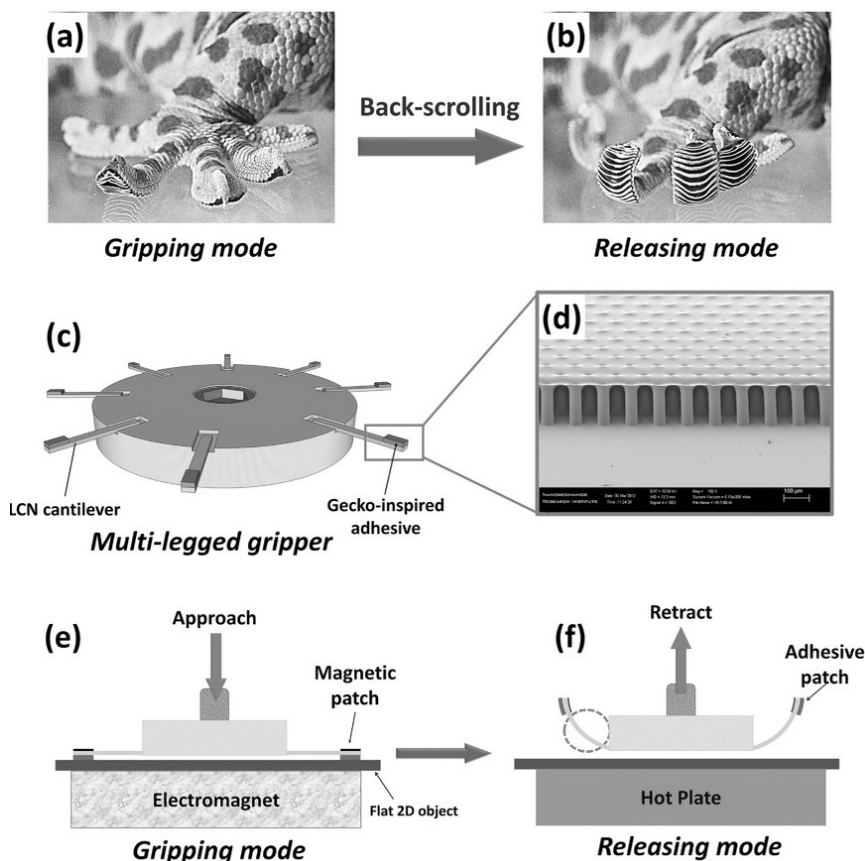 (a)
(b)
Back-scrolling
Gripping mode
Releasing mode
(c)
(d)
LCN cantilever
Gecko-inspired
adhesive
Multi-legged gripper
100 µm
(e)
(f)
Approach
Retract
Magnetic
patch
Adhesive
patch
Electromagnet
Flat 2D object
Hot Plate
Gripping mode
Releasing mode